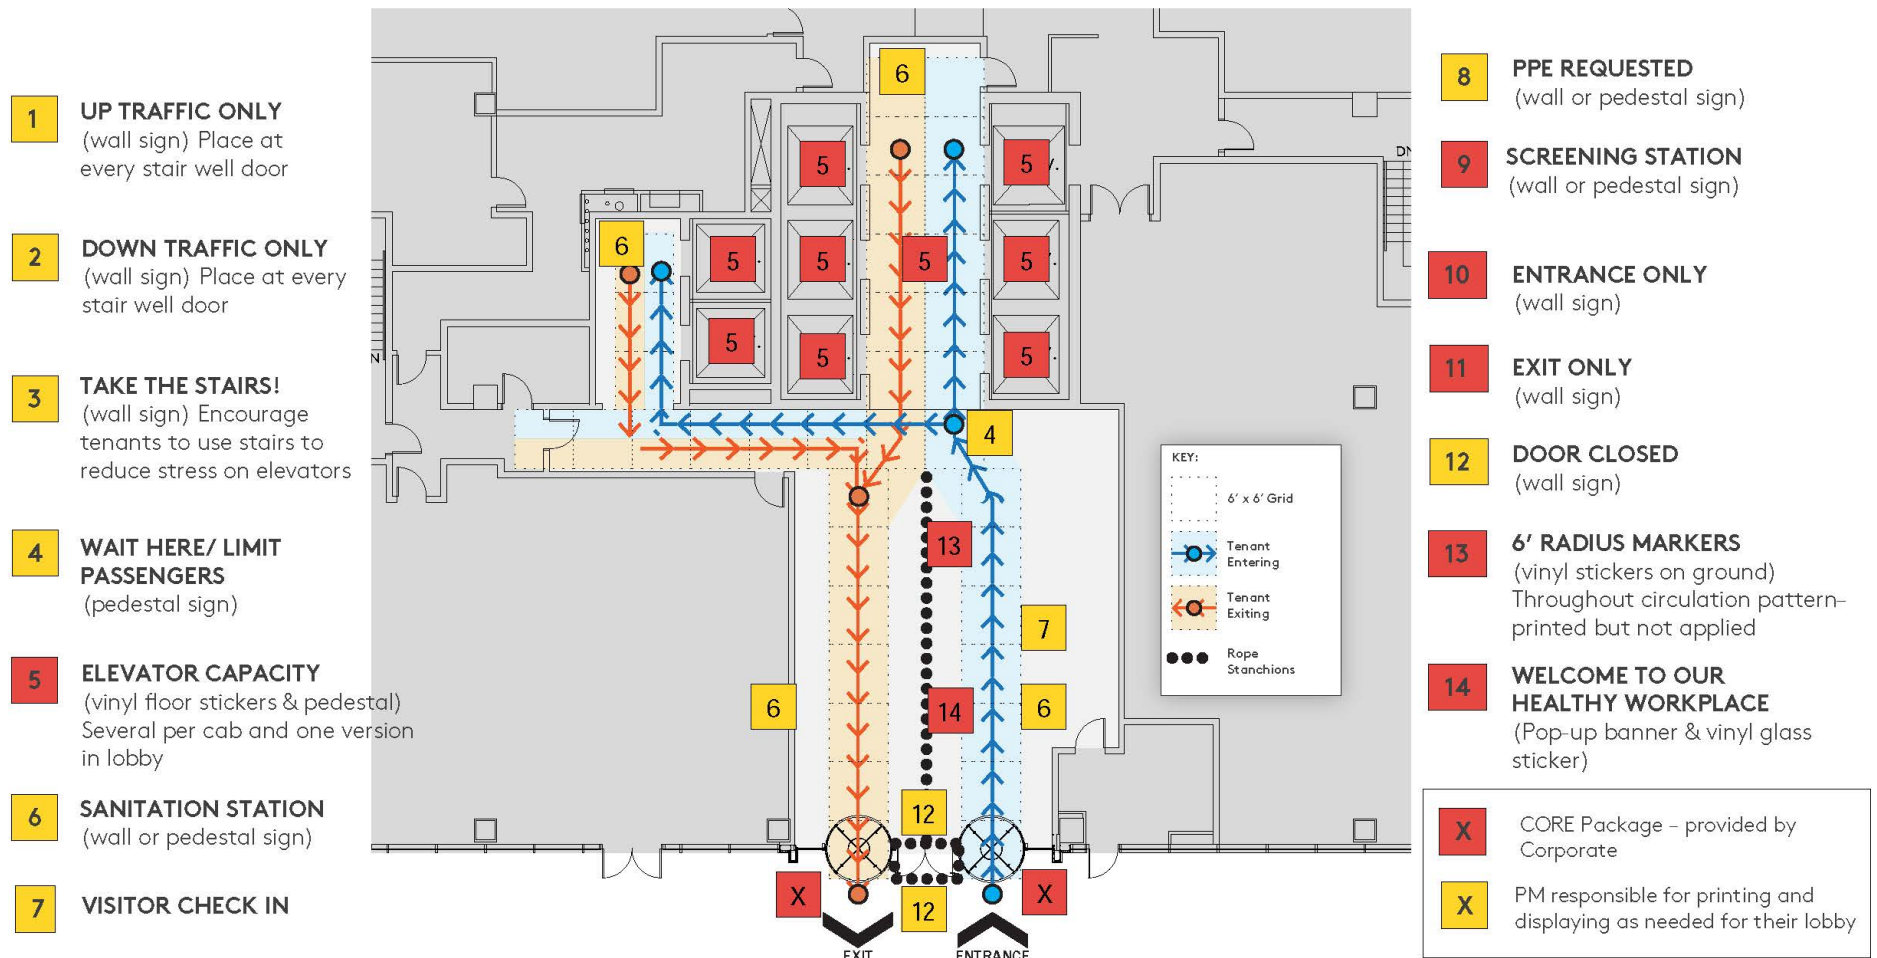 1
UP TRAFFIC ONLY
(wall sign) Place at
every stair well door
2
DOWN TRAFFIC ONLY
(wall sign) Place at every
stair well door
3
TAKE THE STAIRS!
(wall sign) Encourage
tenants to use stairs to
reduce stress on elevators
4
WAIT HERE/ LIMIT
PASSENGERS
(pedestal sign)
5
ELEVATOR CAPACITY
(vinyl floor stickers & pedestal)
Several per cab and one version
in lobby
6
SANITATION STATION
(wall or pedestal sign)
7
VISITOR CHECK IN
6
5
5
6
5
5
5
5
5
5
5
4
13
7
6
14
6
12
X
12
X
EXIT
ENTRANCE
N
DN
KEY:
6' x 6' Grid
Tenant
Entering
Tenant
Exiting
Rope
Stanchions
8
PPE REQUESTED
(wall or pedestal sign)
9
SCREENING STATION
(wall or pedestal sign)
10
ENTRANCE ONLY
(wall sign)
11
EXIT ONLY
(wall sign)
12
DOOR CLOSED
(wall sign)
13
6' RADIUS MARKERS
(vinyl stickers on ground)
Throughout circulation pattern–
printed but not applied
14
WELCOME TO OUR
HEALTHY WORKPLACE
(Pop-up banner & vinyl glass
sticker)
X
CORE Package – provided by
Corporate
X
PM responsible for printing and
displaying as needed for their lobby